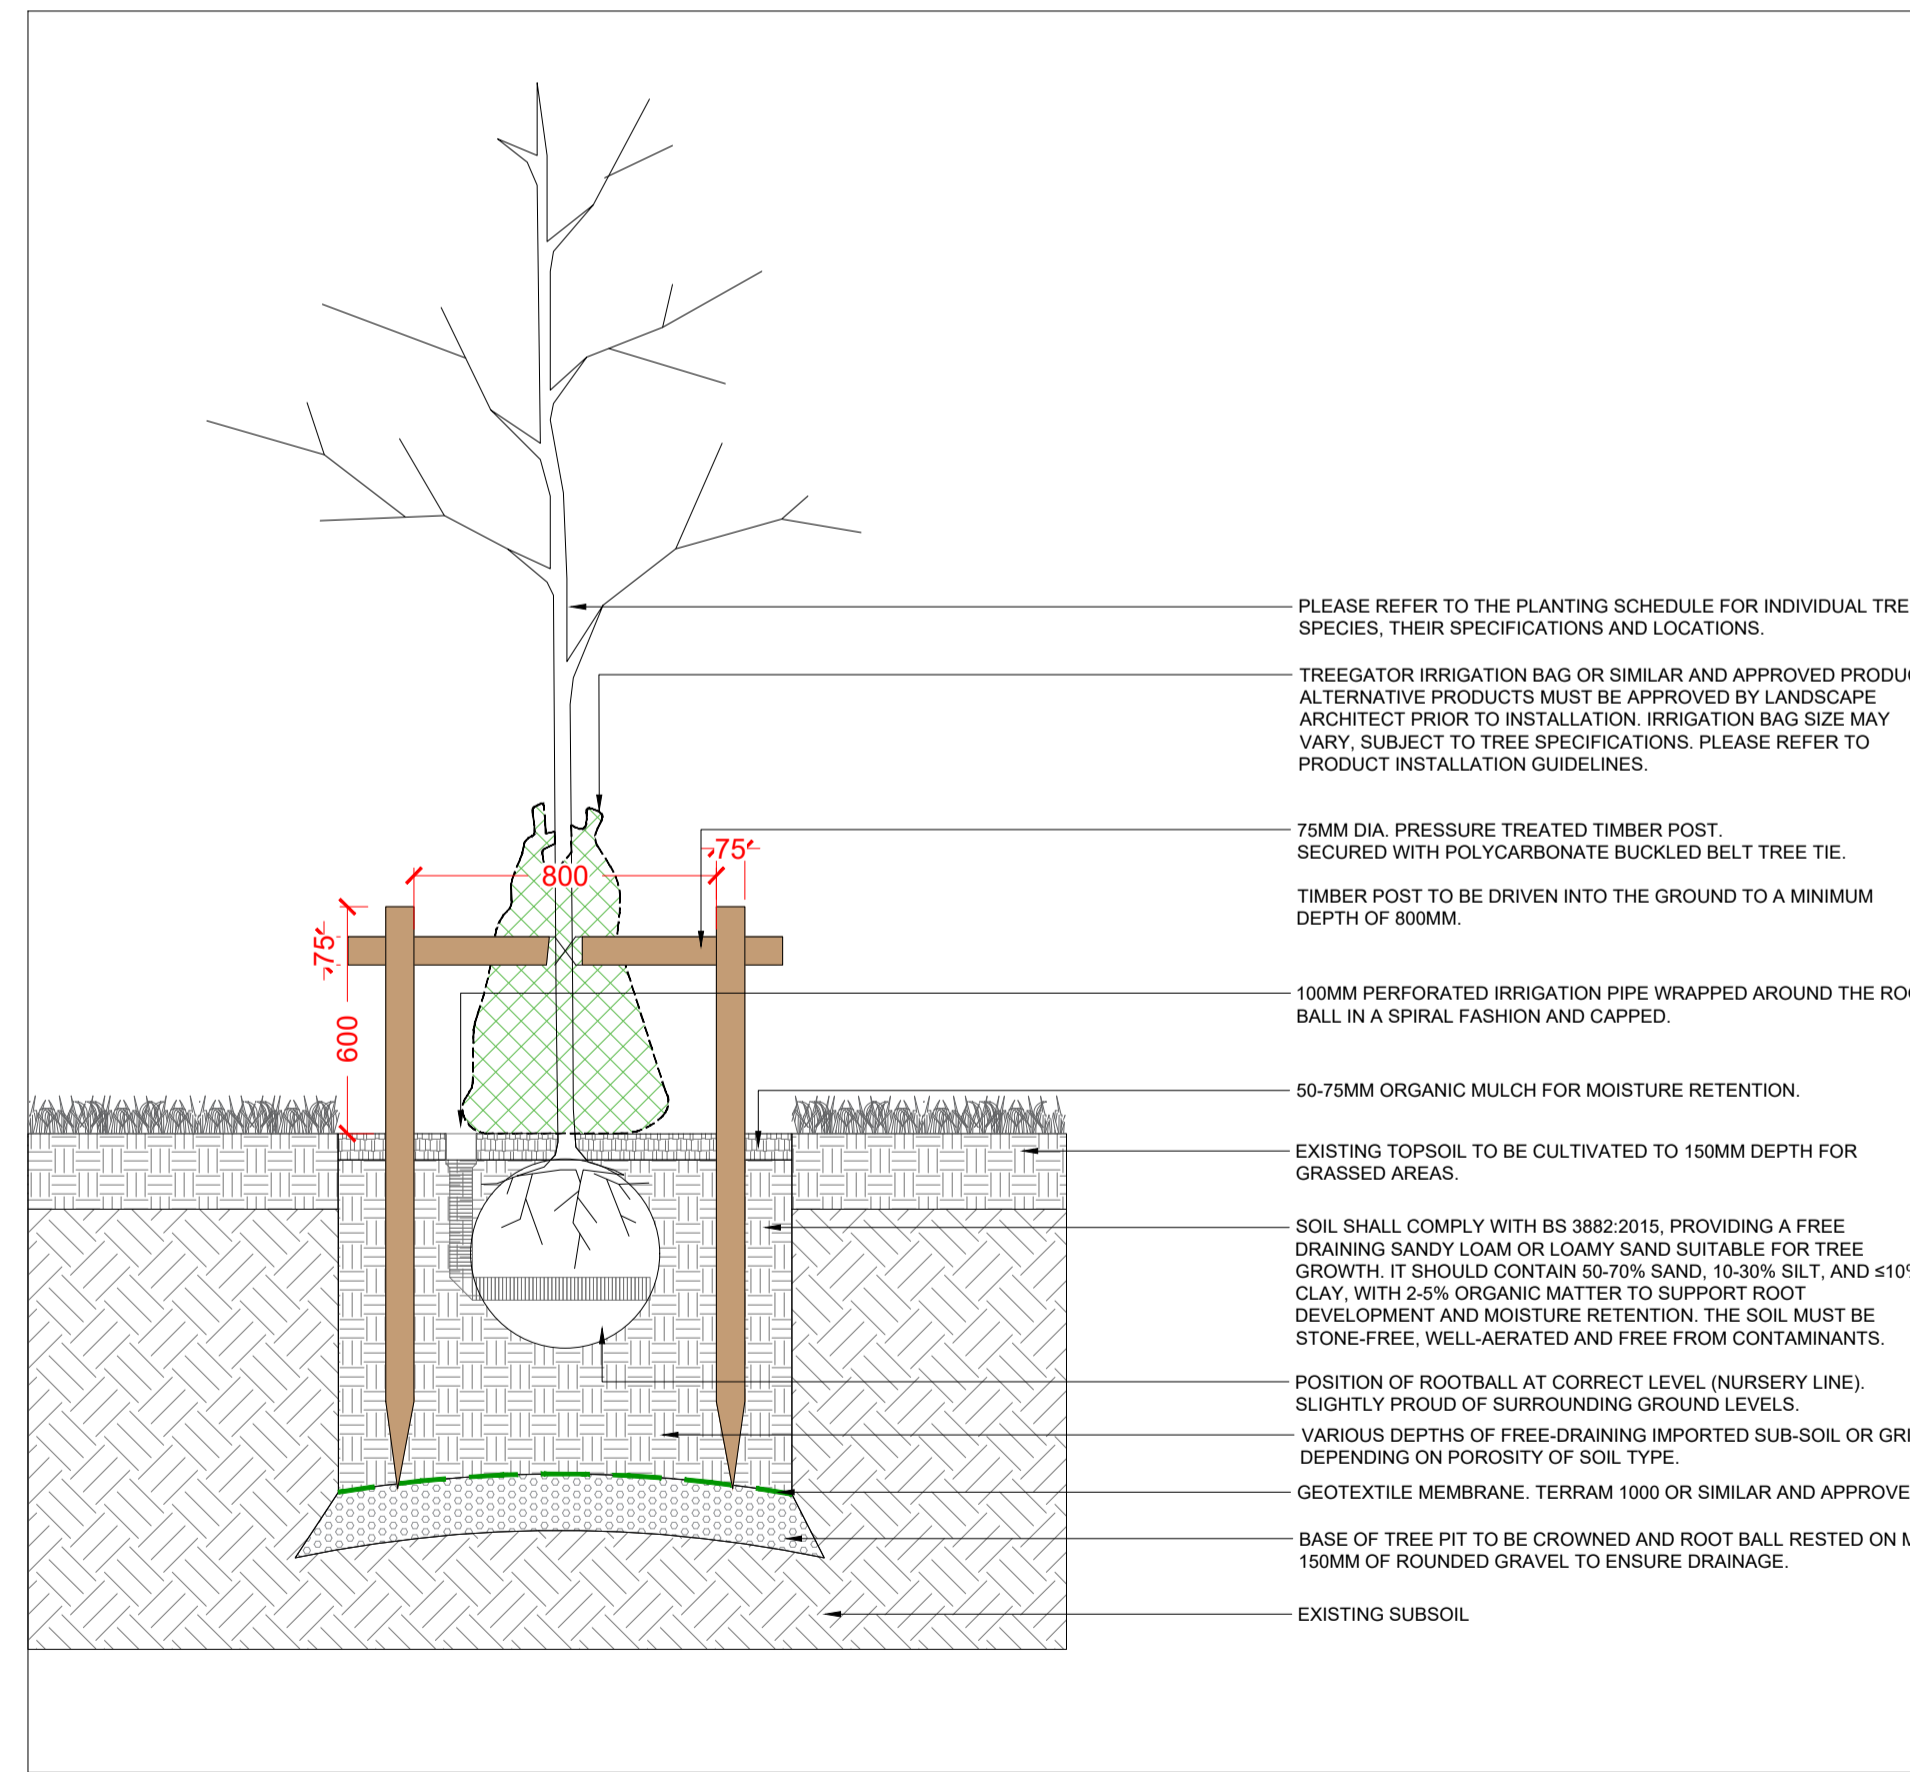 PLEASE REFER TO THE PLANTING SCHEDULE FOR INDIVIDUAL TRE
SPECIES, THEIR SPECIFICATIONS AND LOCATIONS.
TREEGATOR IRRIGATION BAG OR SIMILAR AND APPROVED PRODUC
ALTERNATIVE PRODUCTS MUST BE APPROVED BY LANDSCAPE
ARCHITECT PRIOR TO INSTALLATION. IRRIGATION BAG SIZE MAY
VARY, SUBJECT TO TREE SPECIFICATIONS. PLEASE REFER TO
PRODUCT INSTALLATION GUIDELINES.
75MM DIA. PRESSURE TREATED TIMBER POST.
SECURED WITH POLYCARBONATE BUCKLED BELT TREE TIE.
75
800
TIMBER POST TO BE DRIVEN INTO THE GROUND TO A MINIMUM
DEPTH OF 800MM.
75
600
100MM PERFORATED IRRIGATION PIPE WRAPPED AROUND THE ROO
BALL IN A SPIRAL FASHION AND CAPPED.
50-75MM ORGANIC MULCH FOR MOISTURE RETENTION.
EXISTING TOPSOIL TO BE CULTIVATED TO 150MM DEPTH FOR
GRASSED AREAS.
SOIL SHALL COMPLY WITH BS 3882:2015, PROVIDING A FREE
DRAINING SANDY LOAM OR LOAMY SAND SUITABLE FOR TREE
GROWTH. IT SHOULD CONTAIN 50-70% SAND, 10-30% SILT, AND ≤10%
CLAY, WITH 2-5% ORGANIC MATTER TO SUPPORT ROOT
DEVELOPMENT AND MOISTURE RETENTION. THE SOIL MUST BE
STONE-FREE, WELL-AERATED AND FREE FROM CONTAMINANTS.
POSITION OF ROOTBALL AT CORRECT LEVEL (NURSERY LINE).
SLIGHTLY PROUD OF SURROUNDING GROUND LEVELS.
VARIOUS DEPTHS OF FREE-DRAINING IMPORTED SUB-SOIL OR GRI
DEPENDING ON POROSITY OF SOIL TYPE.
GEOTEXTILE MEMBRANE. TERRAM 1000 OR SIMILAR AND APPROVE
BASE OF TREE PIT TO BE CROWNED AND ROOT BALL RESTED ON M
150MM OF ROUNDED GRAVEL TO ENSURE DRAINAGE.
EXISTING SUBSOIL